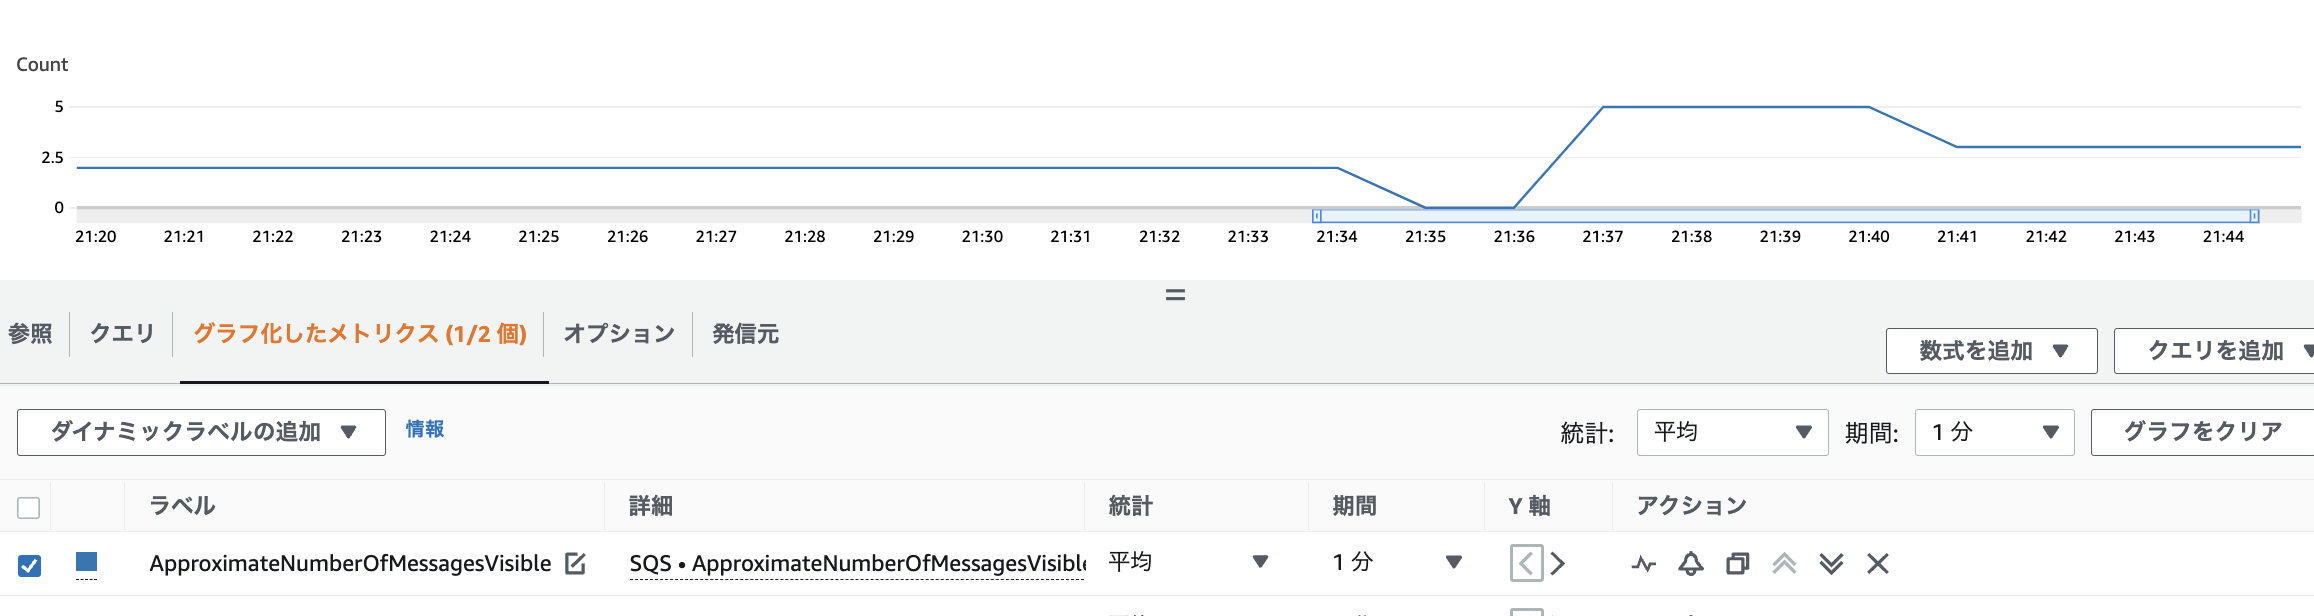 Count
5
2.5
0
21:20 21:21 21:22 21:23 21:24 21:25 21:26 21:27 21:28 21:29 21:30 21:31 21:32 21:33 21:34 21:35 21:36 21:37 21:38 21:39 21:40 21:41 21:42 21:43 21:44
参照 クエリ グラフ化したメトリクス (1/2 個) オプション 発信元
数式を追加 クエリを追加
ダイナミックラベルの追加 情報 統計: 平均 期間: 1 分 グラフをクリア
ラベル 詳細 統計 期間 Y 軸 アクション
ApproximateNumberOfMessagesVisible SQS • ApproximateNumberOfMessagesVisible 平均 1 分